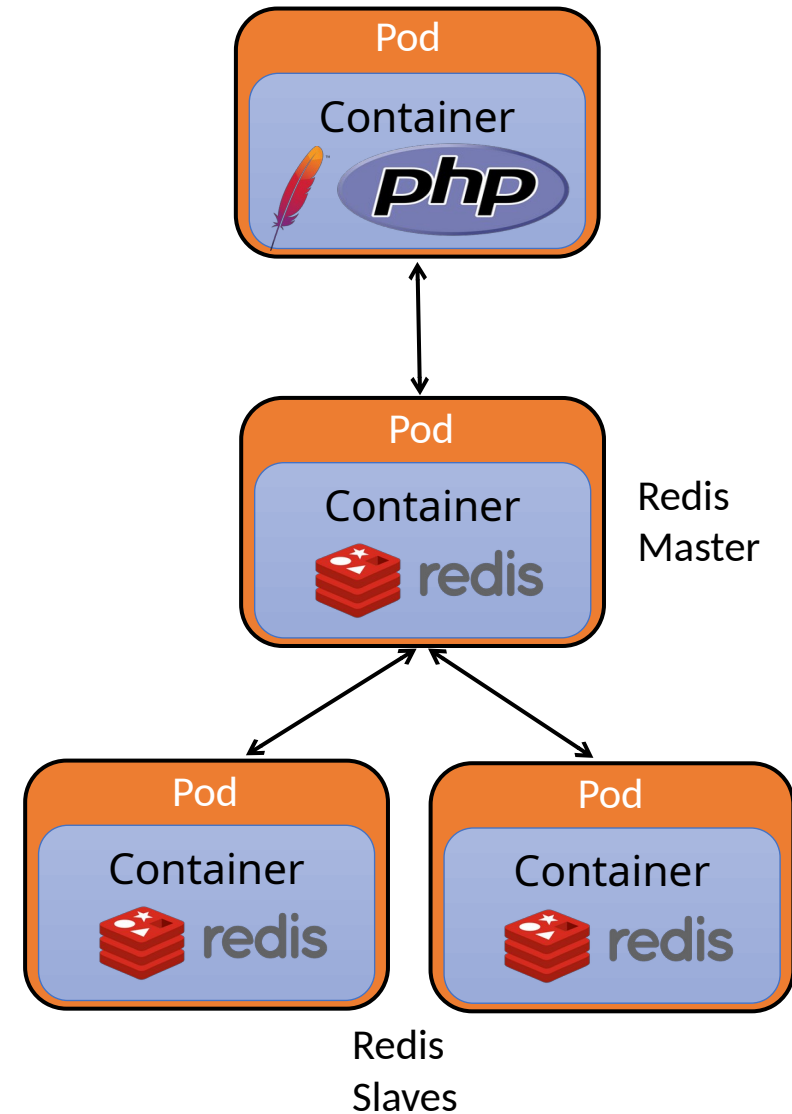 Pod
Container
php
Pod
Container
redis
Redis
Master
Pod
Container
redis
Pod
Container
redis
Redis
Slaves